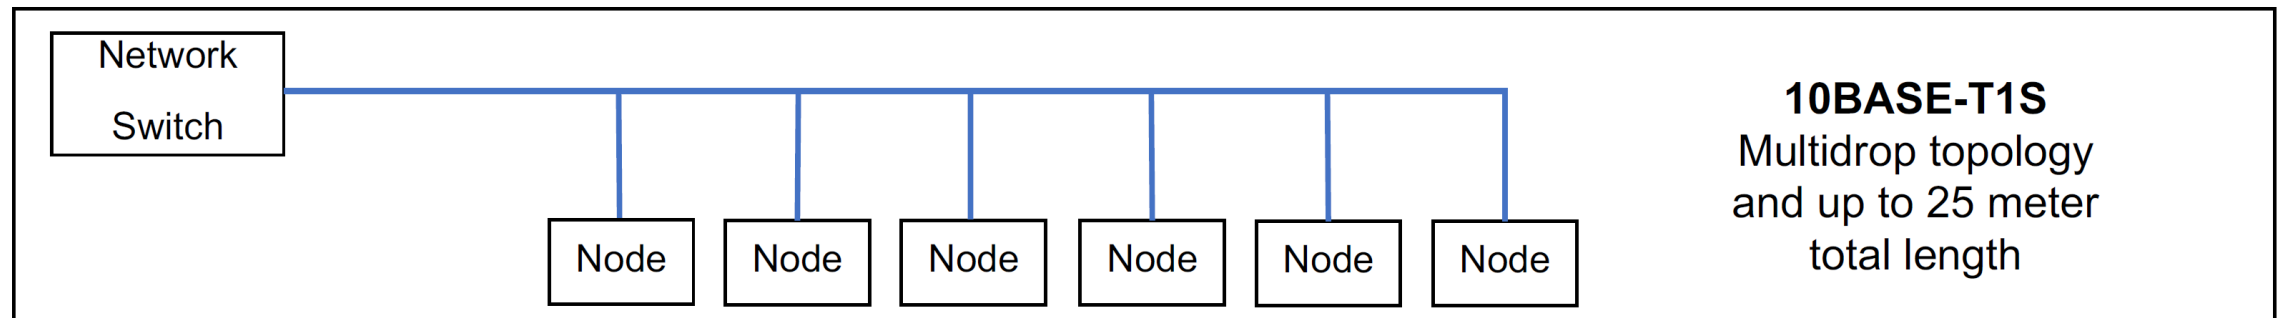 Network
Switch
10BASE-T1S
Multidrop topology
and up to 25 meter
total length
Node
Node
Node
Node
Node
Node